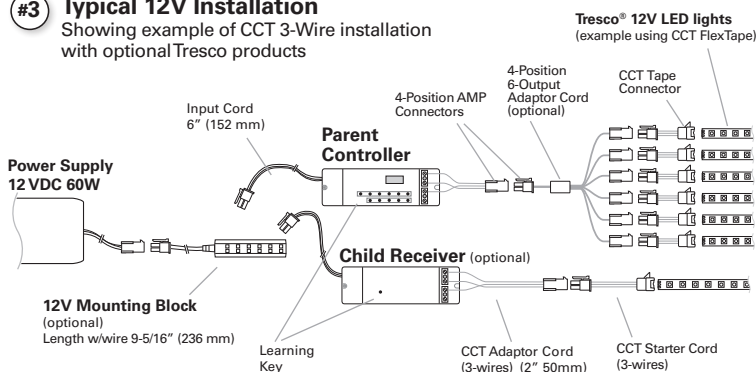 #3
Typical 12V Installation
Showing example of CCT 3-Wire installation
with optional Tresco products
Tresco® 12V LED lights
(example using CCT FlexTape)
4-Position
6-Output
Adaptor Cord
(optional)
CCT Tape
Connector
4-Position AMP
Connectors
Input Cord
6” (152 mm)
Parent
Controller
Power Supply
12 VDC 60W
Child Receiver (optional)
12V Mounting Block
(optional)
Length w/wire 9-5/16” (236 mm)
Learning
Key
CCT Adaptor Cord
(3-wires) (2” 50mm)
CCT Starter Cord
(3-wires)